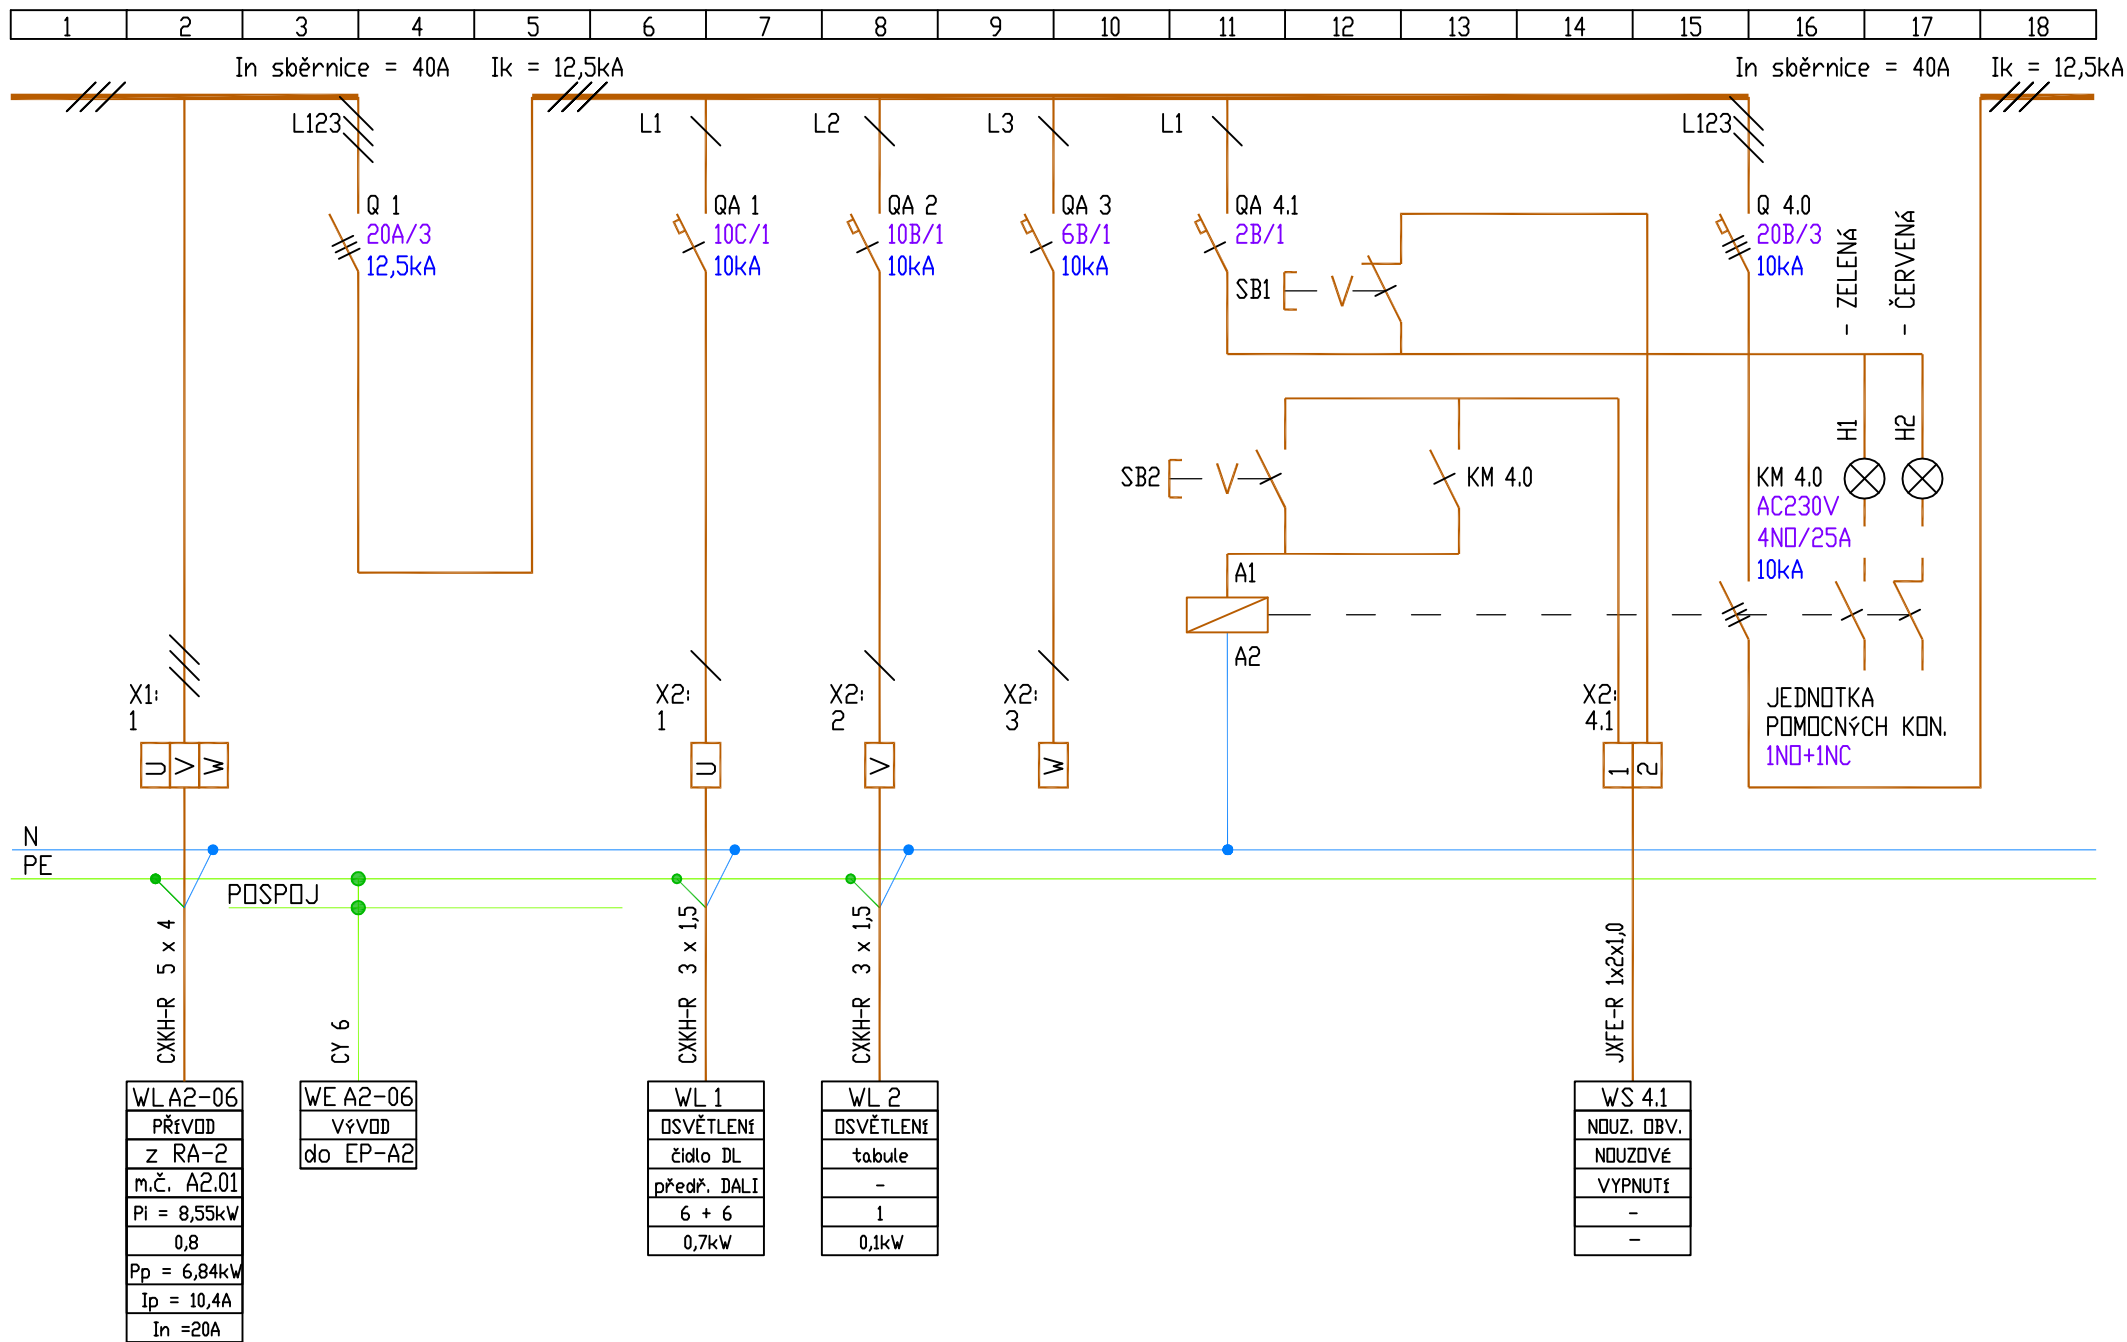 1 2 3 4 5 6 7 8 9 10 11 12 13 14 15 16 17 18
In sběrnice = 40A Ik = 12,5kA
In sběrnice = 40A Ik = 12,5kA
L123
L1
L2
L3
L1
L123
Q 1
20A/3
12,5kA
QA 1
10C/1
10kA
QA 2
10B/1
10kA
QA 3
6B/1
10kA
QA 4.1
2B/1
Q 4.0
20B/3
10kA
- ZELENÁ
- ČERVENÁ
SB1
H1
H2
SB2
KM 4.0
KM 4.0
AC230V
4NO/25A
10kA
A1
A2
X1:
1
X2:
1
X2:
2
X2:
3
X2:
4.1
JEDNOTKA
POMOCNÝCH KON.
1NO+1NC
U V W
U
V
W
1 2
N
PE
POSPOJ
CXKH-R 5 x 4
CY 6
CXKH-R 3 x 1,5
CXKH-R 3 x 1,5
JXFE-R 1x2x1,0
WLA2-06
PŘÍVOD
z RA-2
m.č. A2.01
Pi = 8,55kW
0,8
Pp = 6,84kW
Ip = 10,4A
In =20A
WE A2-06
VÝVOD
do EP-A2
WL 1
OSVĚTLENÍ
čidlo DL
předř. DALI
6 + 6
0,7kW
WL 2
OSVĚTLENÍ
tabule
-
1
0,1kW
WS 4.1
NOUZ. OBV.
NOUZOVÉ
VYPNUTÍ
-
-